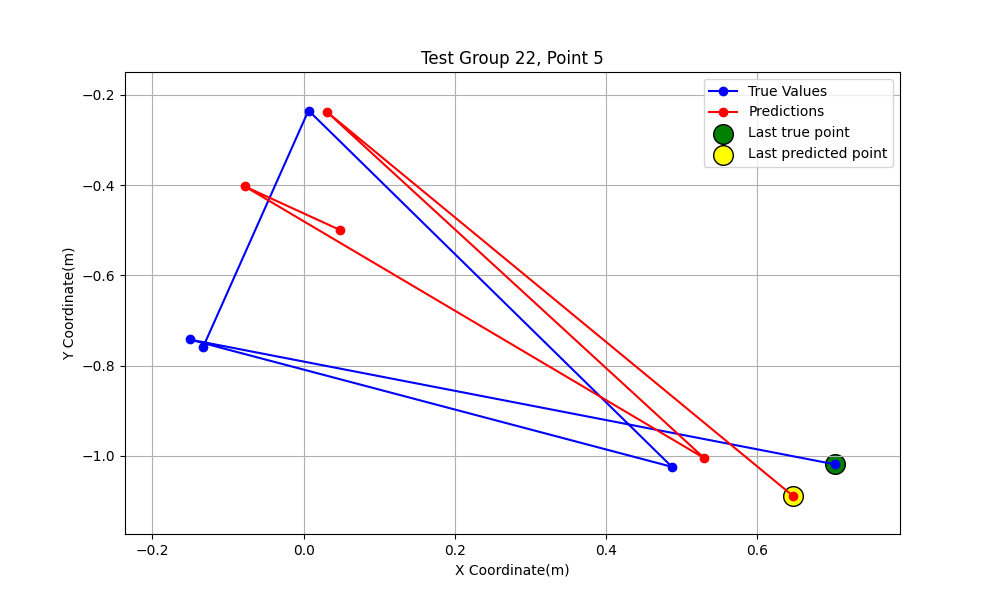 Test Group 22, Point 5
True Values
Predictions
Last true point
Last predicted point
Y Coordinate(m)
−0.2
−0.4
−0.6
−0.8
−1.0
−0.2
0.0
0.2
0.4
0.6
X Coordinate(m)